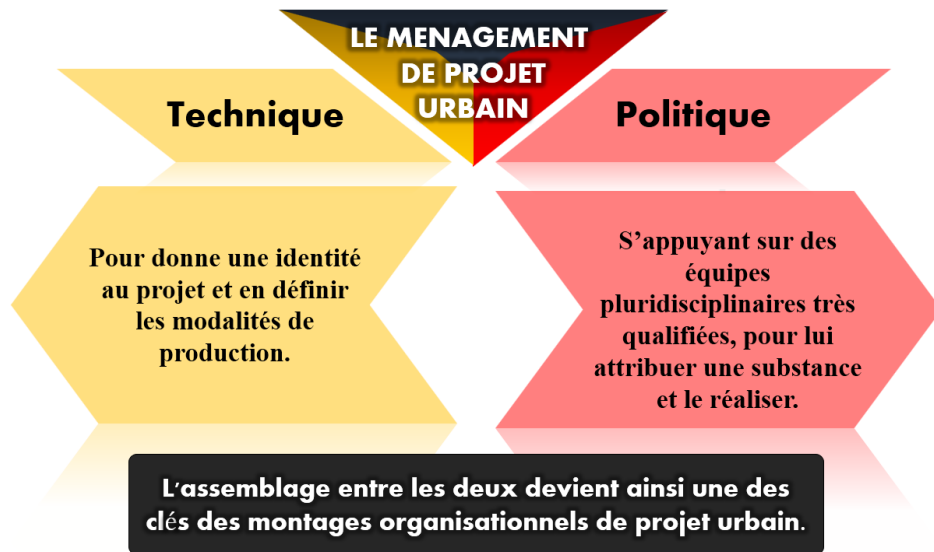 LE MENAGEMENT
DE PROJET
URBAIN
Technique
Politique
Pour donne une identité
au projet et en définir
les modalités de
production.
S'appuyant sur des
équipes
pluridisciplinaires très
qualifiées, pour lui
attribuer une substance
et le réaliser.
L'assemblage entre les deux devient ainsi une des
clés des montages organisationnels de projet urbain.